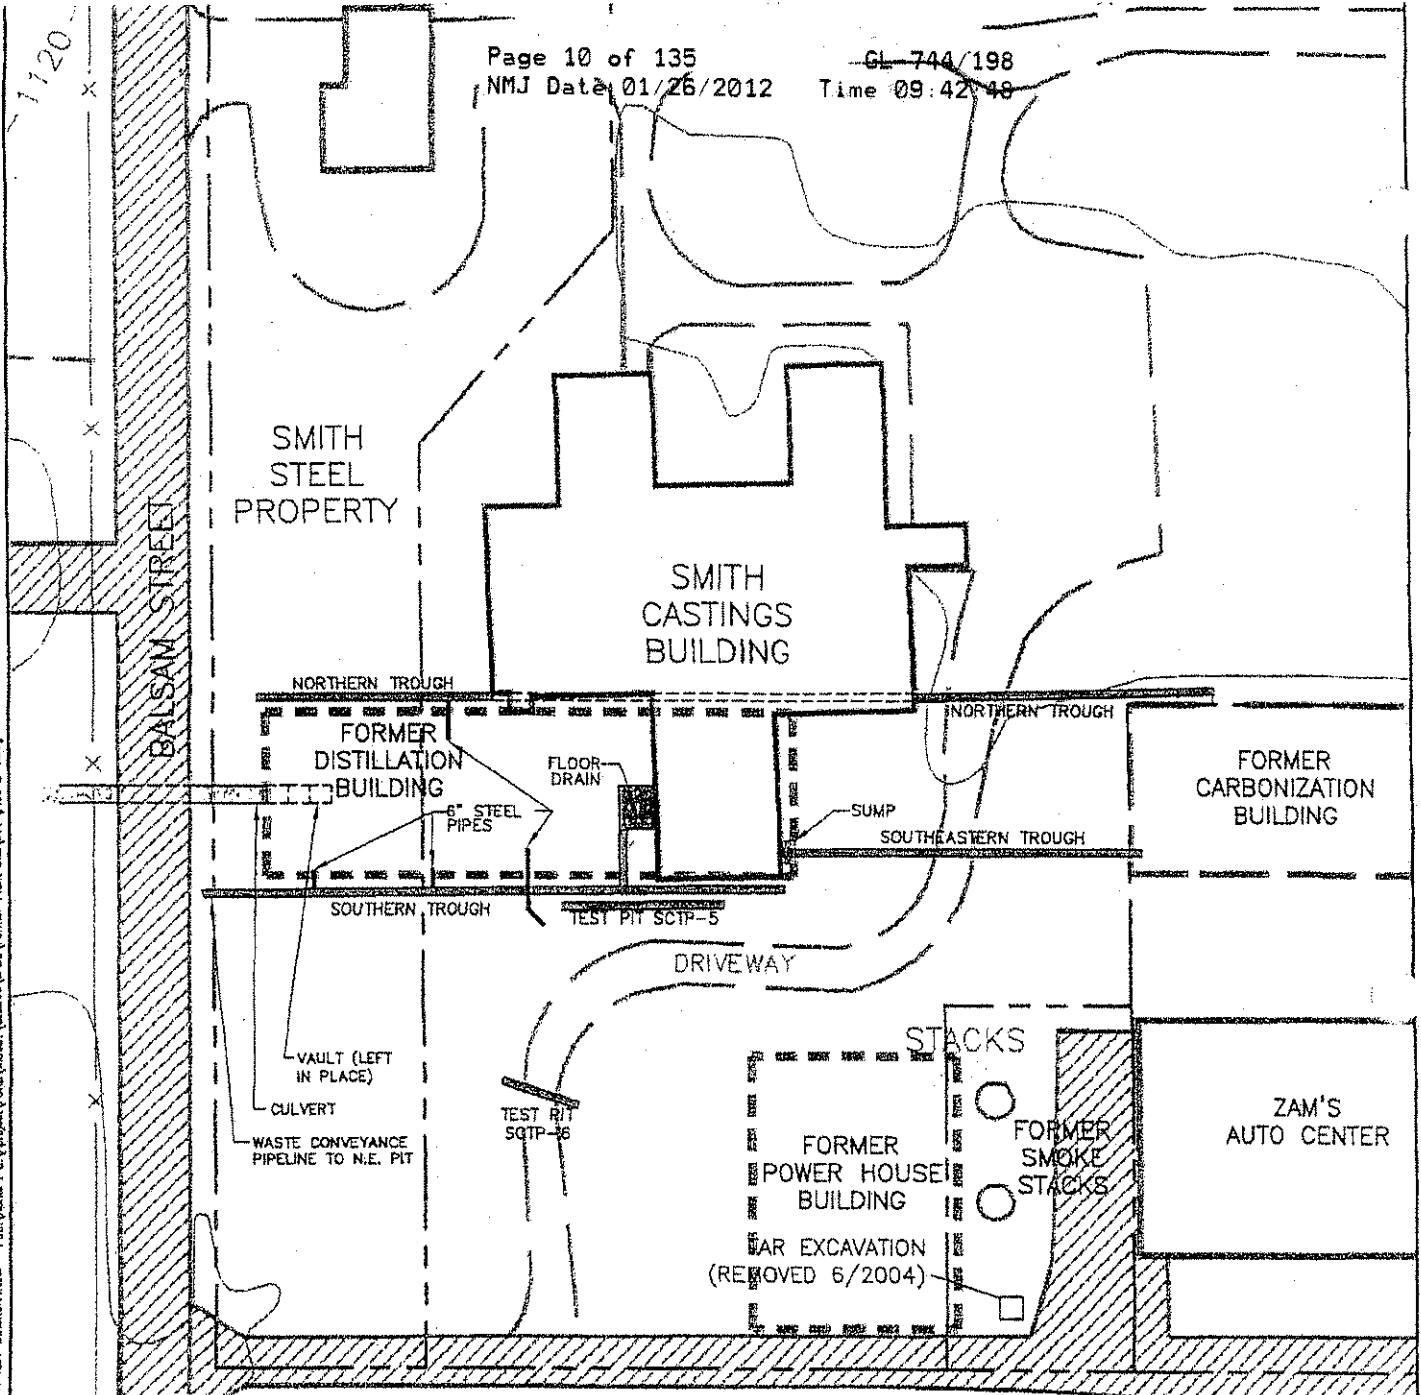 Page 10 of 135
GL-744/198
NMJ Date 01/26/2012
Time 09:42:48
1120
SMITH
STEEL
PROPERTY
BALSAM STREET
SMITH
CASTINGS
BUILDING
NORTHERN TROUGH
NORTHERN TROUGH
FORMER
DISTILLATION
BUILDING
FLOOR
DRAIN
6" STEEL
PIPES
SUMP
SOUTHEASTERN TROUGH
FORMER
CARBONIZATION
BUILDING
SOUTHERN TROUGH
TEST PIT SCTP-5
DRIVEWAY
STACKS
VAULT (LEFT
IN PLACE)
CULVERT
WASTE CONVEYANCE
PIPELINE TO N.E. PIT
TEST PIT
SCTP-6
FORMER
POWER HOUSE
BUILDING
FORMER
SMOKE
STACKS
ZAM'S
AUTO CENTER
TAR EXCAVATION
(REMOVED 6/2004)